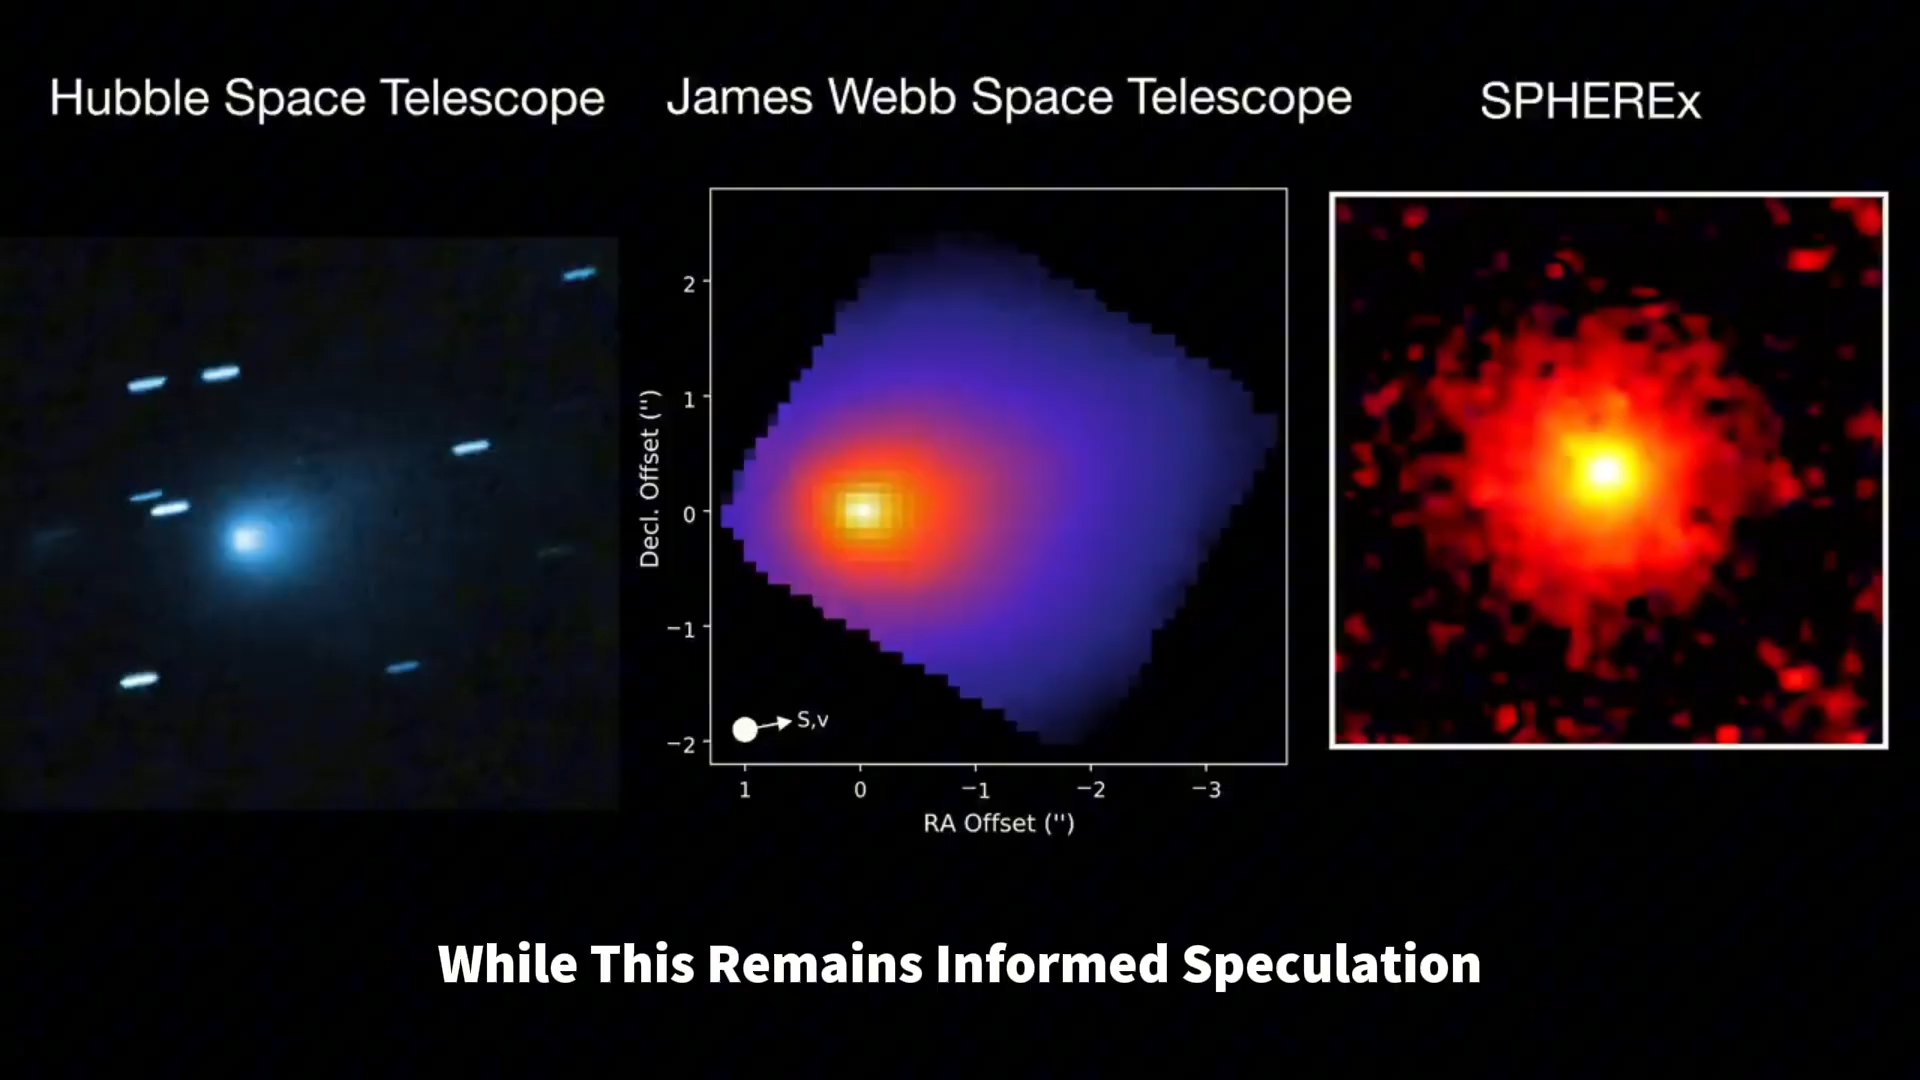 Hubble Space Telescope
James Webb Space Telescope
SPHEREx
Decl. Offset ('')
2
1
0
−1
−2
S,v
1
0
−1
−2
−3
RA Offset ('')
While This Remains Informed Speculation